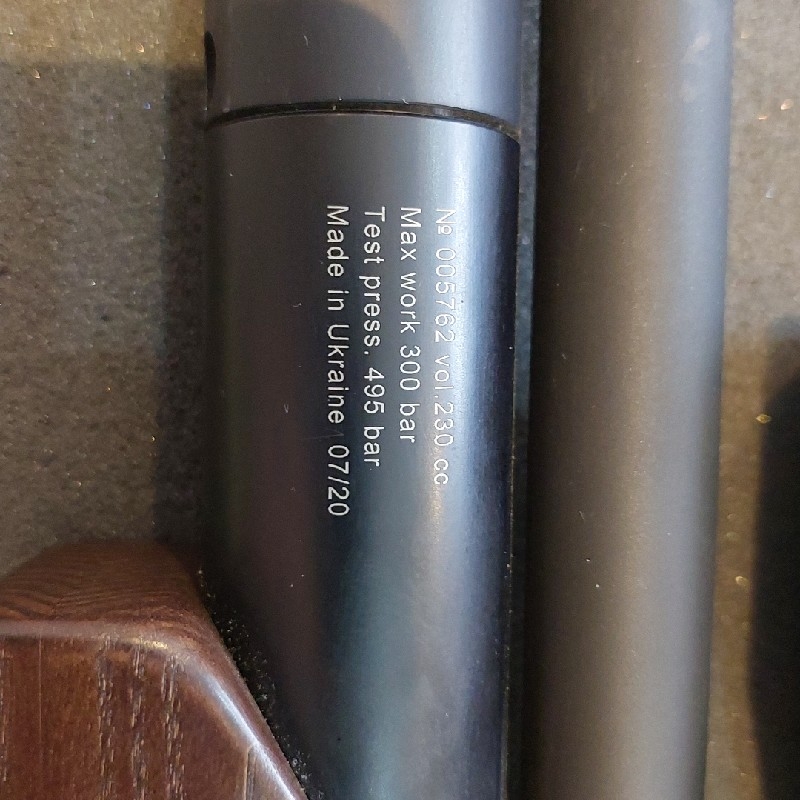 № 005762 vol.230 cc
Max work 300 bar
Test press. 495 bar
Made in Ukraine 07/20